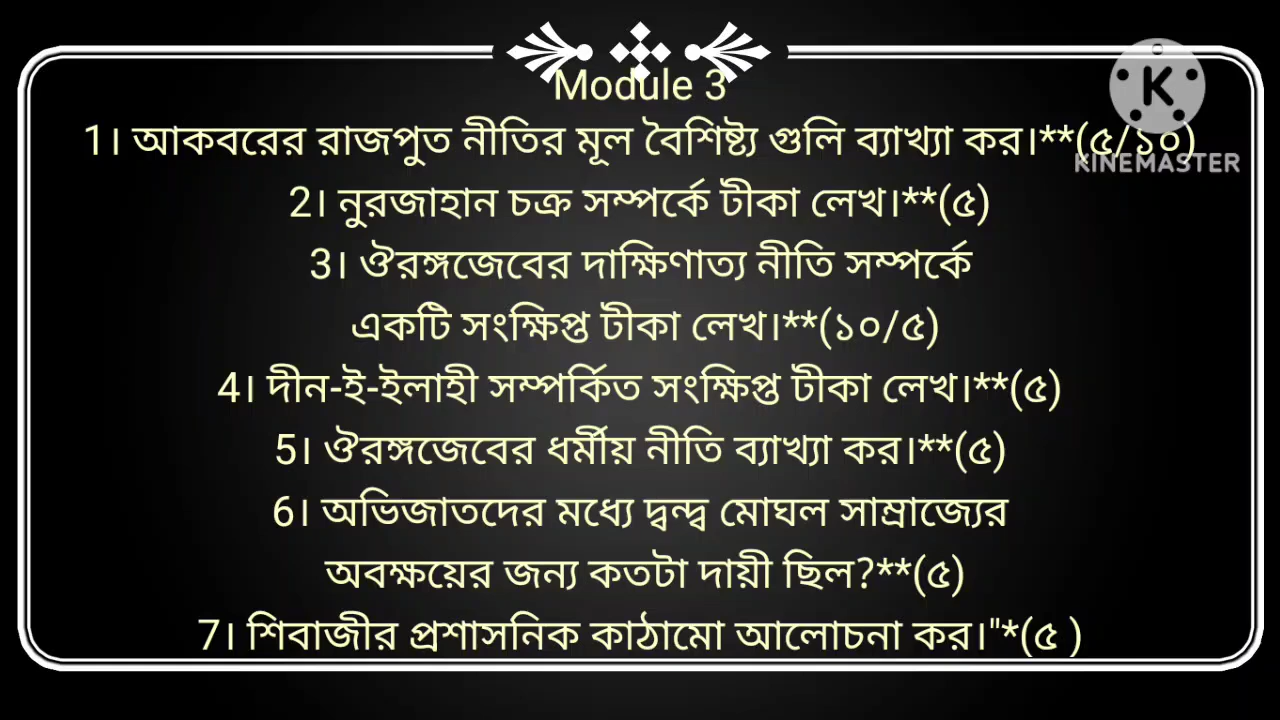 Module 3
1। আকবরের রাজপুত নীতির মূল বৈশিষ্ট্য গুলি ব্যাখ্যা কর।**(৫/১০)
K
KINEMASTER
2। নুরজাহান চক্র সম্পর্কে টীকা লেখ।**(৫)
3। ঔরঙ্গজেবের দাক্ষিণাত্য নীতি সম্পর্কে
একটি সংক্ষিপ্ত টীকা লেখ।**(১০/৫)
4। দীন-ই-ইলাহী সম্পর্কিত সংক্ষিপ্ত টীকা লেখ।**(৫)
5। ঔরঙ্গজেবের ধর্মীয় নীতি ব্যাখ্যা কর।**(৫)
6। অভিজাতদের মধ্যে দ্বন্দ্ব মোঘল সাম্রাজ্যের
অবক্ষয়ের জন্য কতটা দায়ী ছিল?**(৫)
7। শিবাজীর প্রশাসনিক কাঠামো আলোচনা কর।"*(৫ )